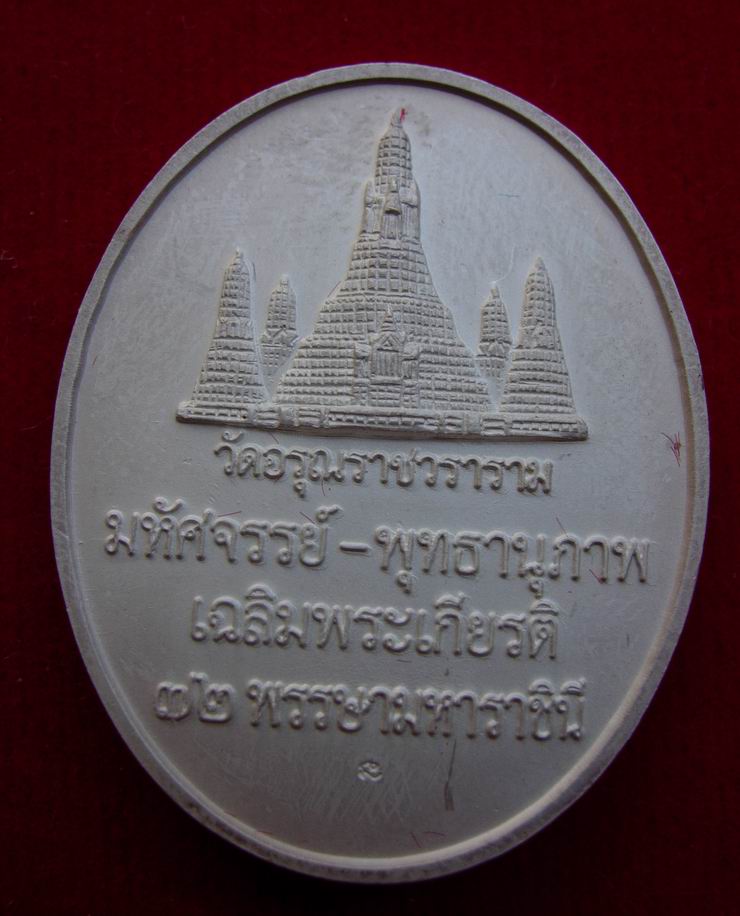 วัดอรุณราชวราราม
มหัศจรรย์ - พุทธานุภาพ
เฉลิมพระเกียรติ
๗๒ พรรษามหาราชินี